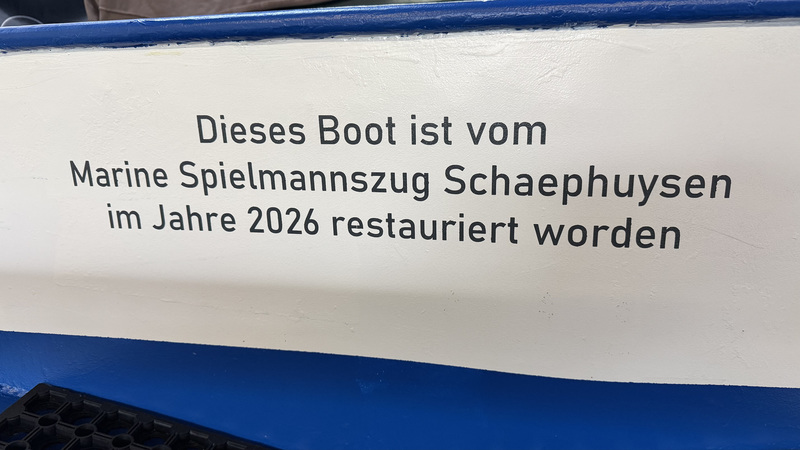 Dieses Boot ist vom
Marine Spielmannszug Schaephuysen
im Jahre 2026 restauriert worden